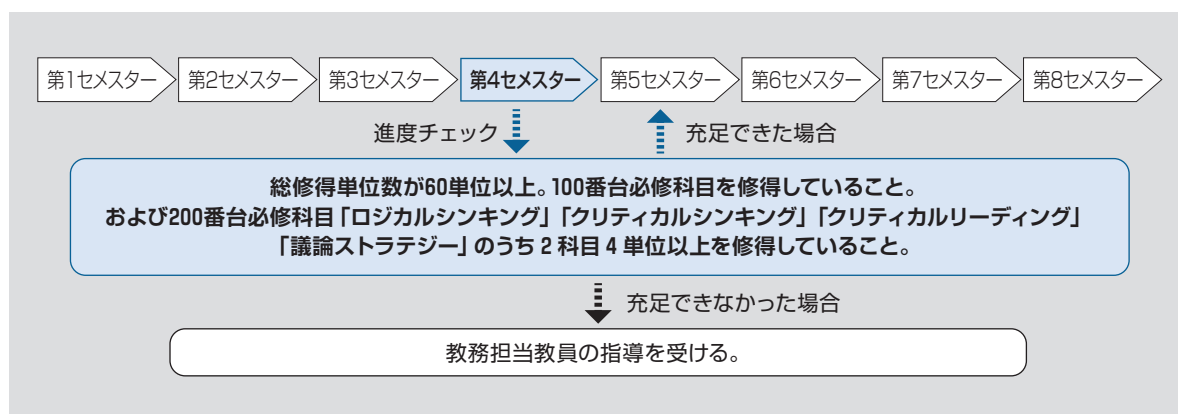 第1セメスター 第2セメスター 第3セメスター 第4セメスター 第5セメスター 第6セメスター 第7セメスター 第8セメスター
進度チェック 充足できた場合
総修得単位数が60単位以上。100番台必修科目を修得していること。
および200番台必修科目「ロジカルシンキング」「クリティカルシンキング」「クリティカルリーディング」
「議論ストラテジー」のうち2科目4単位以上を修得していること。
充足できなかった場合
教務担当教員の指導を受ける。